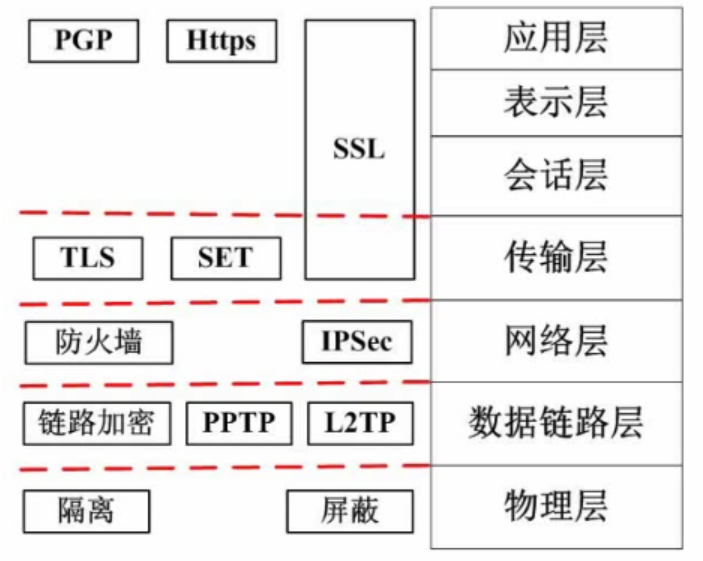 PGP Https 应用层
表示层
SSL 会话层
TLS SET 传输层
防火墙 IPSec 网络层
链路加密 PPTP L2TP 数据链路层
隔离 屏蔽 物理层